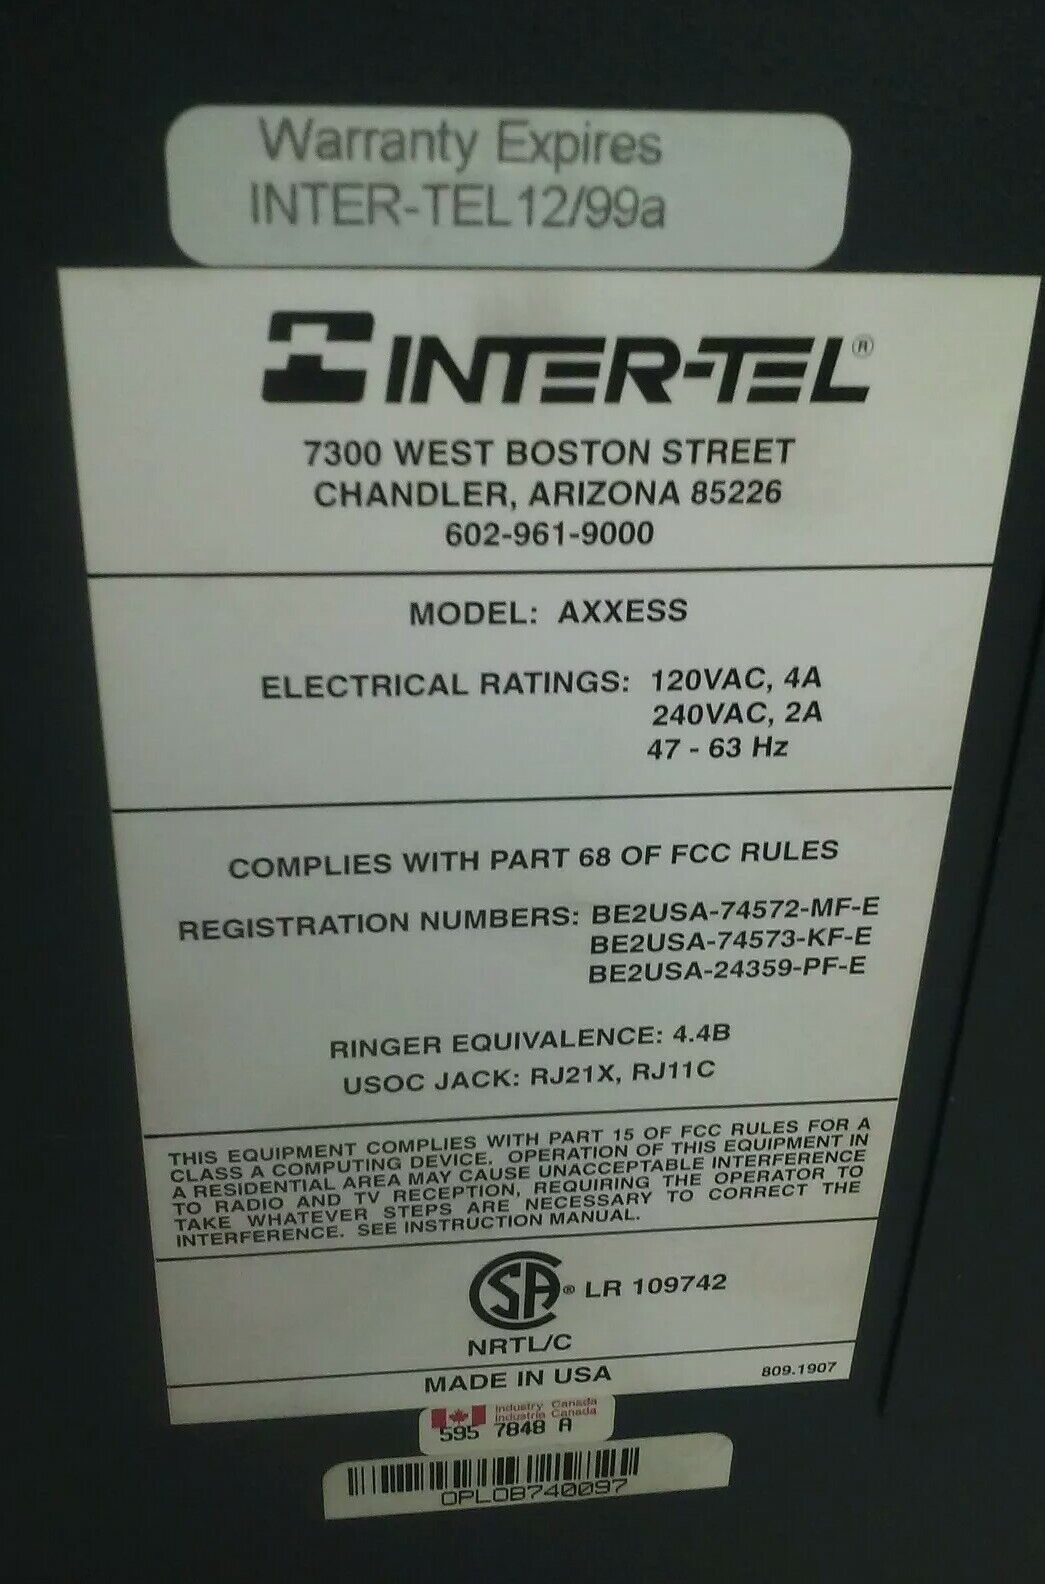 Warranty Expires
INTER-TEL 12/99a
INTER-TEL®
7300 WEST BOSTON STREET
CHANDLER, ARIZONA 85226
602-961-9000
MODEL: AXXESS
ELECTRICAL RATINGS: 120VAC, 4A
240VAC, 2A
47 - 63 Hz
COMPLIES WITH PART 68 OF FCC RULES
REGISTRATION NUMBERS: BE2USA-74572-MF-E
BE2USA-74573-KF-E
BE2USA-24359-PF-E
RINGER EQUIVALENCE: 4.4B
USOC JACK: RJ21X, RJ11C
THIS EQUIPMENT COMPLIES WITH PART 15 OF FCC RULES FOR A
CLASS A COMPUTING DEVICE. OPERATION OF THIS EQUIPMENT IN
A RESIDENTIAL AREA MAY CAUSE UNACCEPTABLE INTERFERENCE
TO RADIO AND TV RECEPTION, REQUIRING THE OPERATOR TO
TAKE WHATEVER STEPS ARE NECESSARY TO CORRECT THE
INTERFERENCE. SEE INSTRUCTION MANUAL.
CSA® LR 109742
NRTL/C
MADE IN USA
809.1907
Industry Canada
Industrie Canada
595 7848 A
OPLOB740097